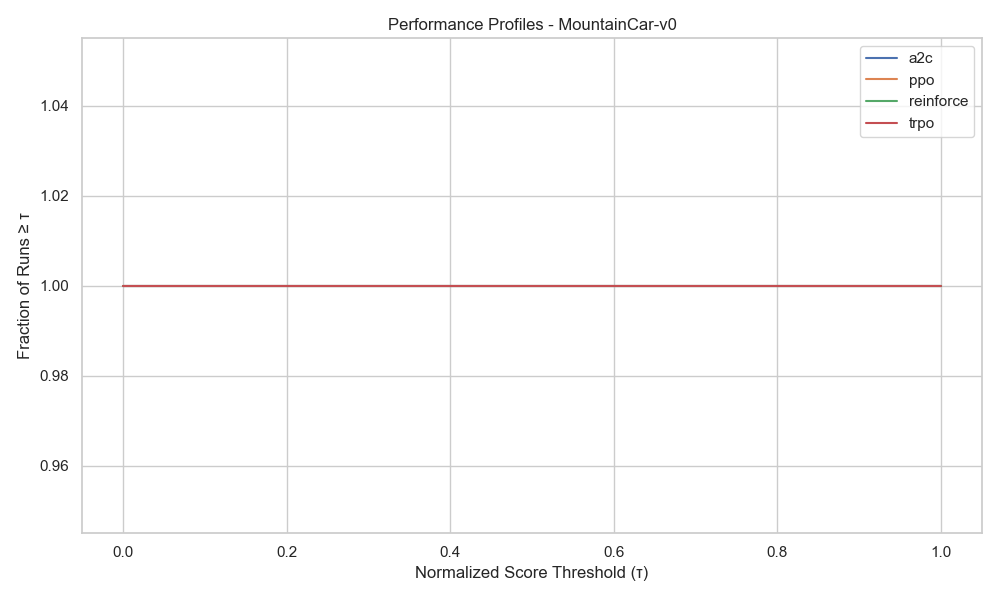 Performance Profiles - MountainCar-v0
a2c
ppo
reinforce
trpo
1.04
1.02
1.00
0.98
0.96
Fraction of Runs ≥ τ
0.0
0.2
0.4
0.6
0.8
1.0
Normalized Score Threshold (τ)